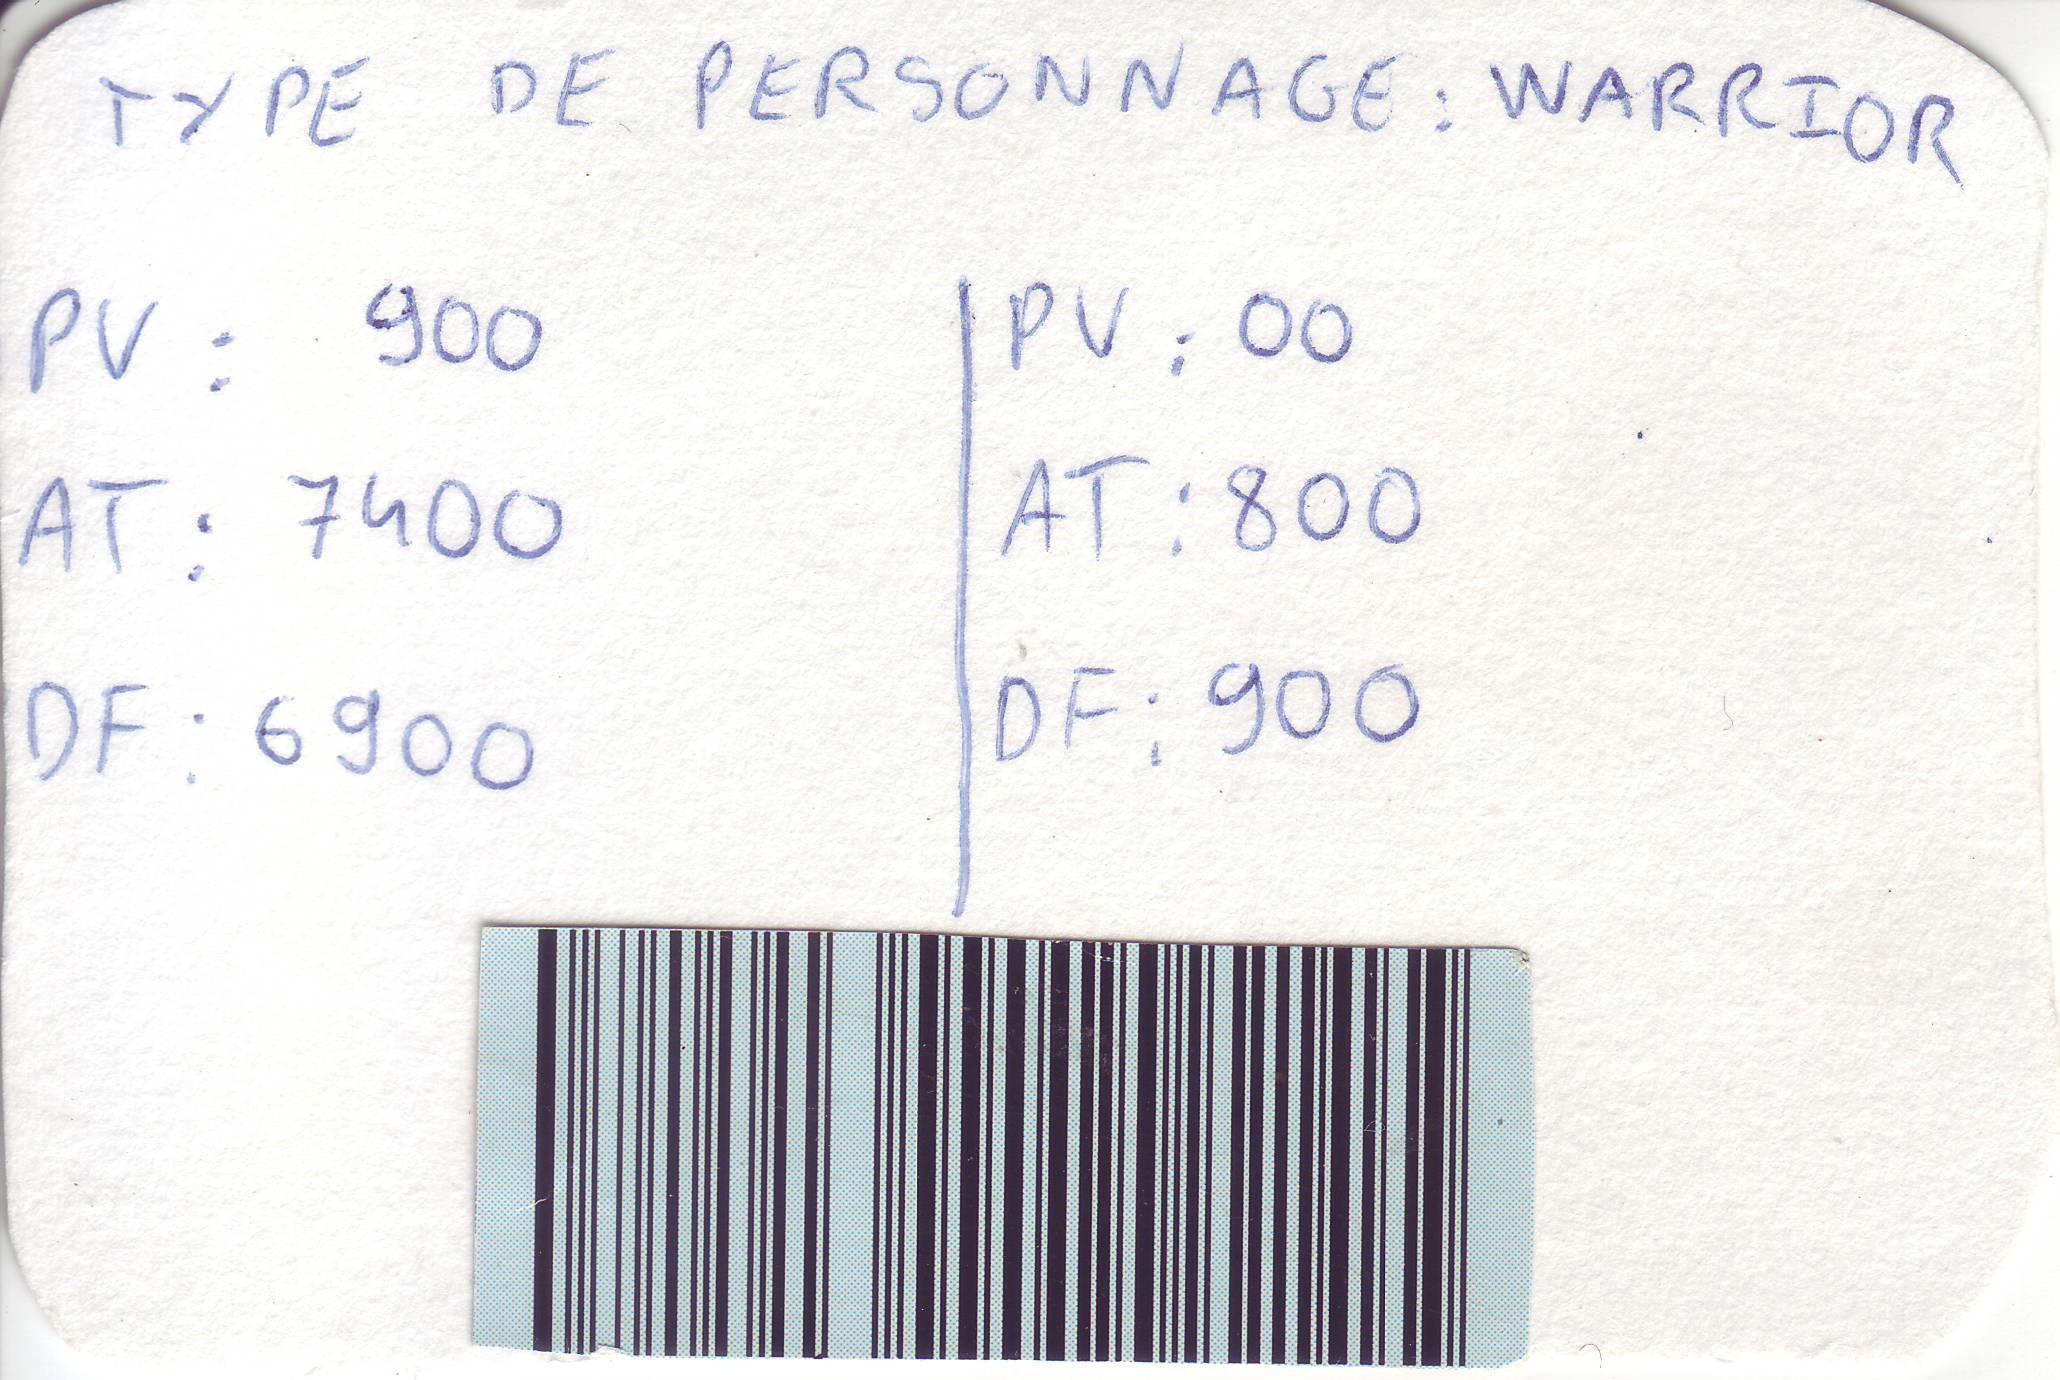 TYPE DE PERSONNAGE: WARRIOR
PV: 900
AT: 7400
DF: 6900
PV: 00
AT: 800
DF: 900